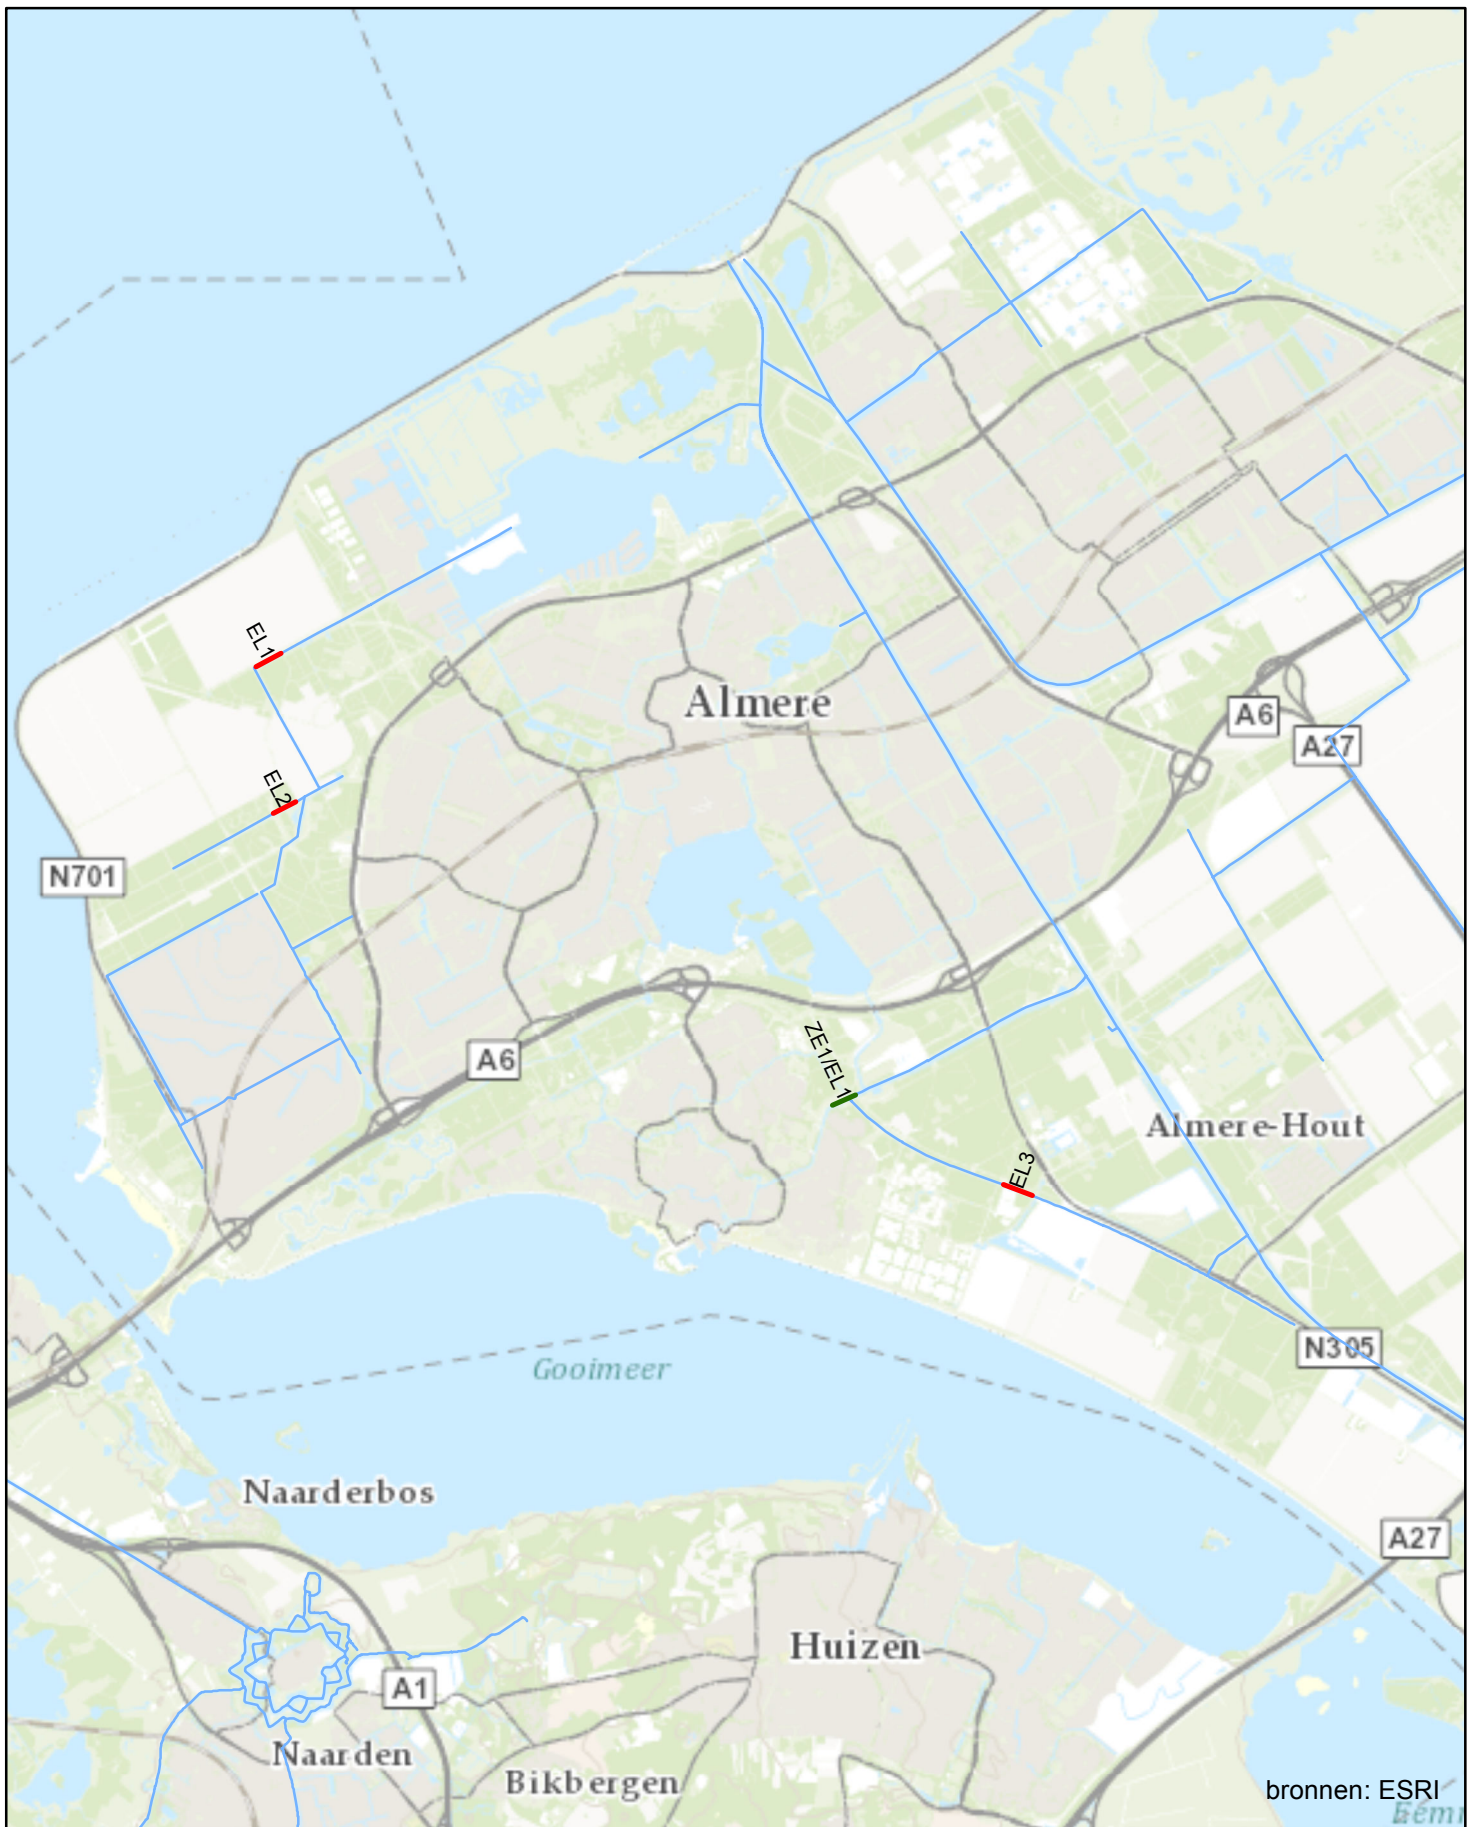 EL1
Almere
A6
A27
EL2
N701
ZE1/EL1
A6
Almere-Hout
EL3
N305
Gooimeer
Naarderbos
A27
Huizen
A1
Naarden
Bikbergen
bronnen: ESRI